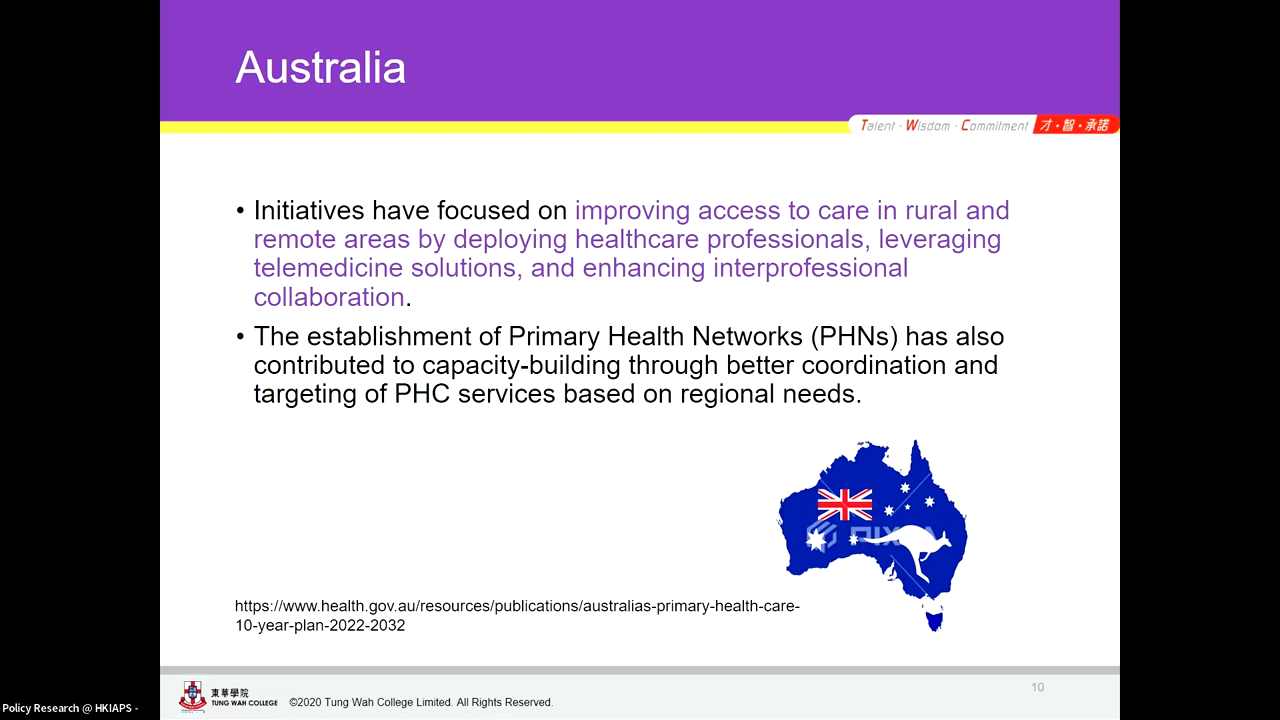 Australia
Talent · Wisdom · Commitment 才·智·承諾
• Initiatives have focused on improving access to care in rural and
remote areas by deploying healthcare professionals, leveraging
telemedicine solutions, and enhancing interprofessional
collaboration.
• The establishment of Primary Health Networks (PHNs) has also
contributed to capacity-building through better coordination and
targeting of PHC services based on regional needs.
https://www.health.gov.au/resources/publications/australias-primary-health-care-
10-year-plan-2022-2032
10
東華學院
TUNG WAH COLLEGE
©2020 Tung Wah College Limited. All Rights Reserved.
Policy Research @ HKIAPS -